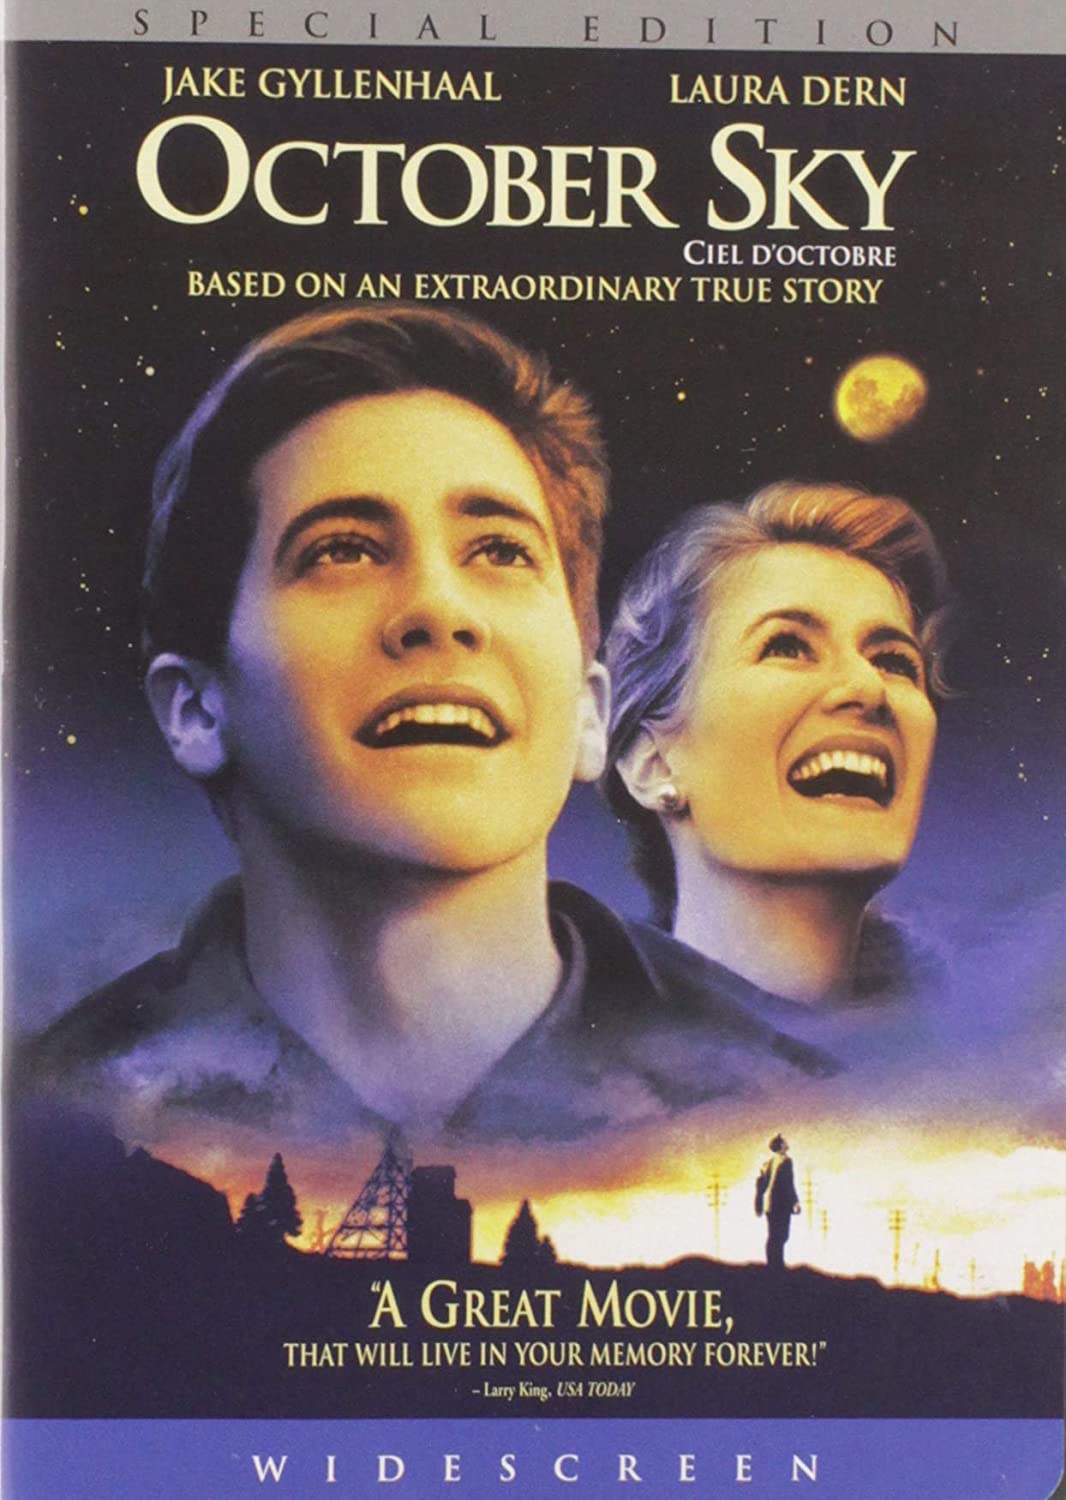 SPECIAL EDITION
JAKE GYLLENHAAL LAURA DERN
OCTOBER SKY
CIEL D'OCTOBRE
BASED ON AN EXTRAORDINARY TRUE STORY
"A GREAT MOVIE,
THAT WILL LIVE IN YOUR MEMORY FOREVER!"
– Larry King, USA TODAY
WIDESCREEN